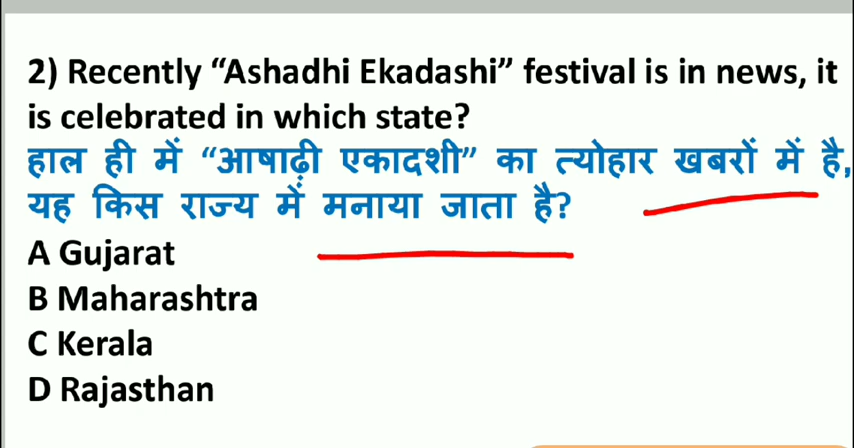 2) Recently “Ashadhi Ekadashi” festival is in news, it
is celebrated in which state?
हाल ही में “आषाढ़ी एकादशी” का त्योहार खबरों में है,
यह किस राज्य में मनाया जाता है?
A Gujarat
B Maharashtra
C Kerala
D Rajasthan